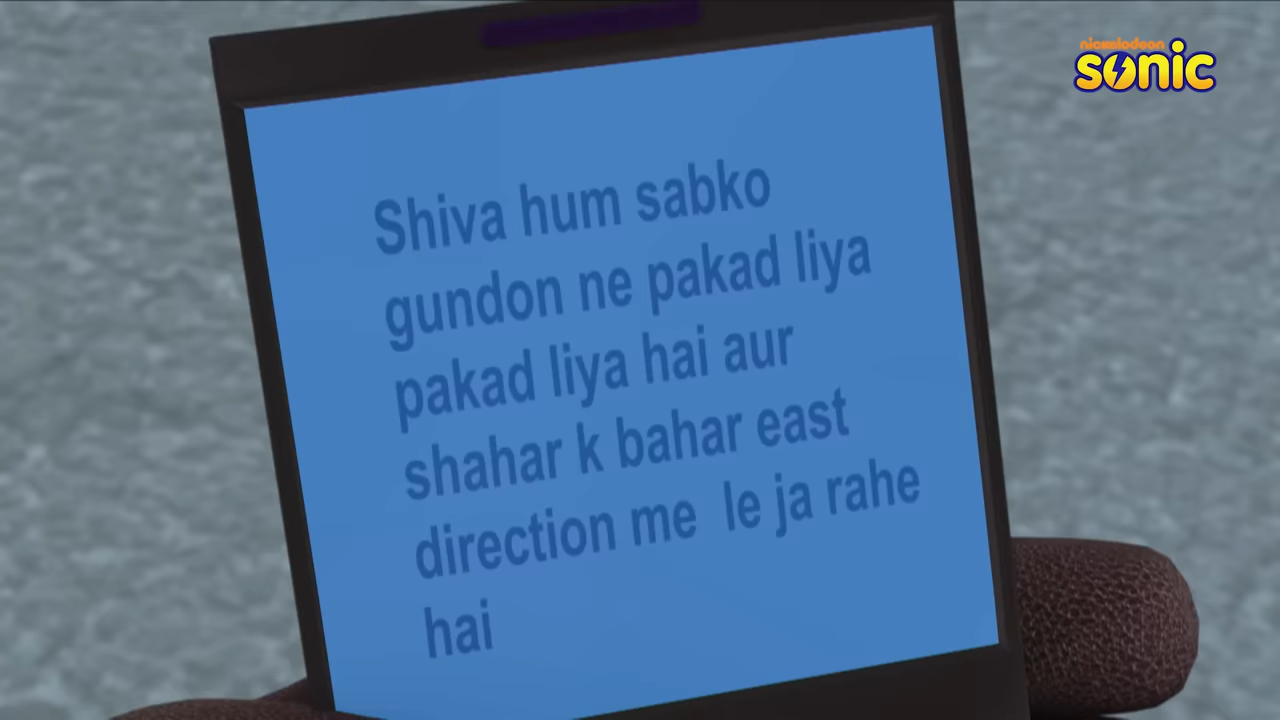 nickelodeon
sonic
Shiva hum sabko
gundon ne pakad liya
pakad liya hai aur
shahar k bahar east
direction me  le ja rahe
hai